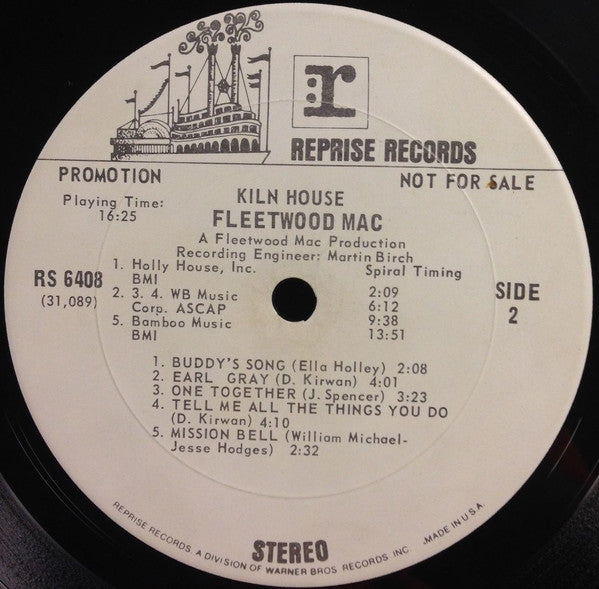 :r
REPRISE RECORDS
PROMOTION
NOT FOR SALE
Playing Time:
16:25
KILN HOUSE
FLEETWOOD MAC
A Fleetwood Mac Production
Recording Engineer: Martin Birch
RS 6408
(31,089)
SIDE
2
1. Holly House, Inc. Spiral Timing
BMI
2. 3. 4. WB Music 2:09
Corp. ASCAP 6:12
5. Bamboo Music 9:38
BMI 13:51
1. BUDDY'S SONG (Ella Holley) 2:08
2. EARL GRAY (D. Kirwan) 4:01
3. ONE TOGETHER (J. Spencer) 3:23
4. TELL ME ALL THE THINGS YOU DO
(D. Kirwan) 4:10
5. MISSION BELL (William Michael-
Jesse Hodges) 2:32
STEREO
REPRISE RECORDS, A DIVISION OF WARNER BROS. RECORDS, INC. MADE IN U.S.A.